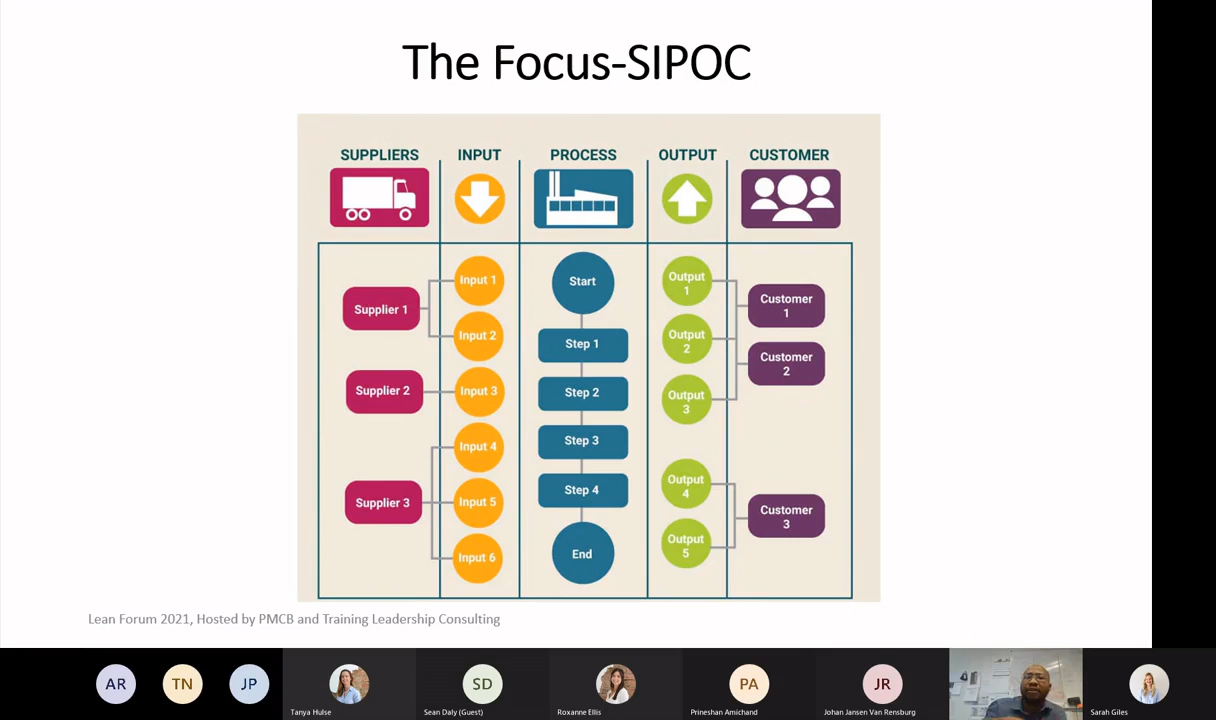 The Focus-SIPOC
SUPPLIERS INPUT PROCESS OUTPUT CUSTOMER
Supplier 1
Supplier 2
Supplier 3
Input 1
Input 2
Input 3
Input 4
Input 5
Input 6
Start
Step 1
Step 2
Step 3
Step 4
End
Output
1
Output
2
Output
3
Output
4
Output
5
Customer
1
Customer
2
Customer
3
Lean Forum 2021, Hosted by PMCB and Training Leadership Consulting
AR TN JP SD PA JR
Tanya Hulse Sean Daly (Guest) Roxanne Ellis Prineshan Amichand Johan Jansen Van Rensburg Sarah Giles